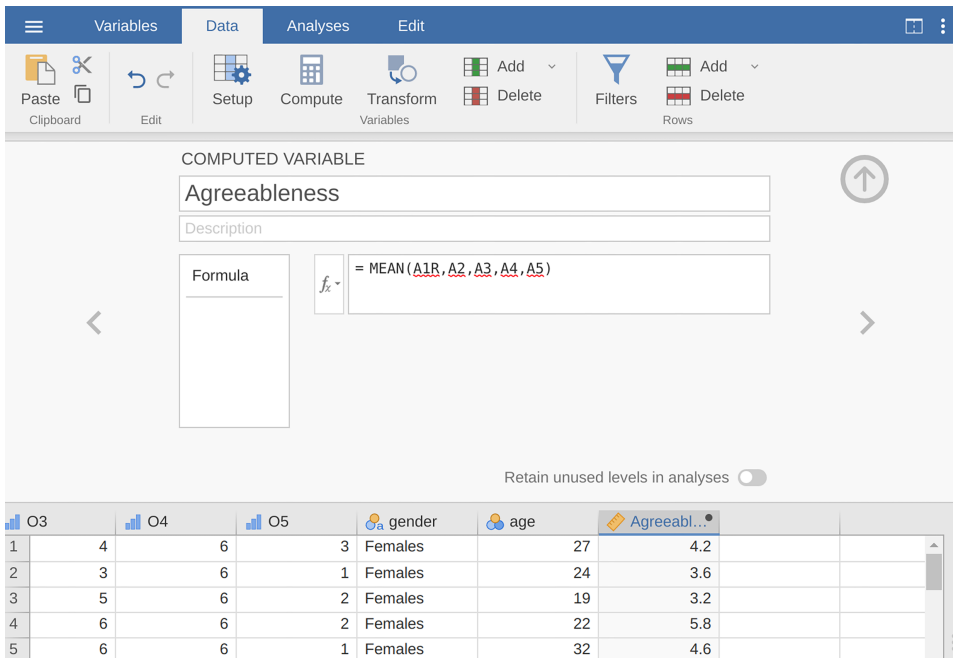 Variables Data Analyses Edit
Paste Setup Compute Transform Add Delete Filters Add Delete
Clipboard Edit Variables Rows
COMPUTED VARIABLE
Agreeableness
Description
Formula
fx
= MEAN(A1R,A2,A3,A4,A5)
Retain unused levels in analyses
O3 O4 O5 a gender age Agreeabl...
1 4 6 3 Females 27 4.2
2 3 6 1 Females 24 3.6
3 5 6 2 Females 19 3.2
4 6 6 2 Females 22 5.8
5 6 6 1 Females 32 4.6